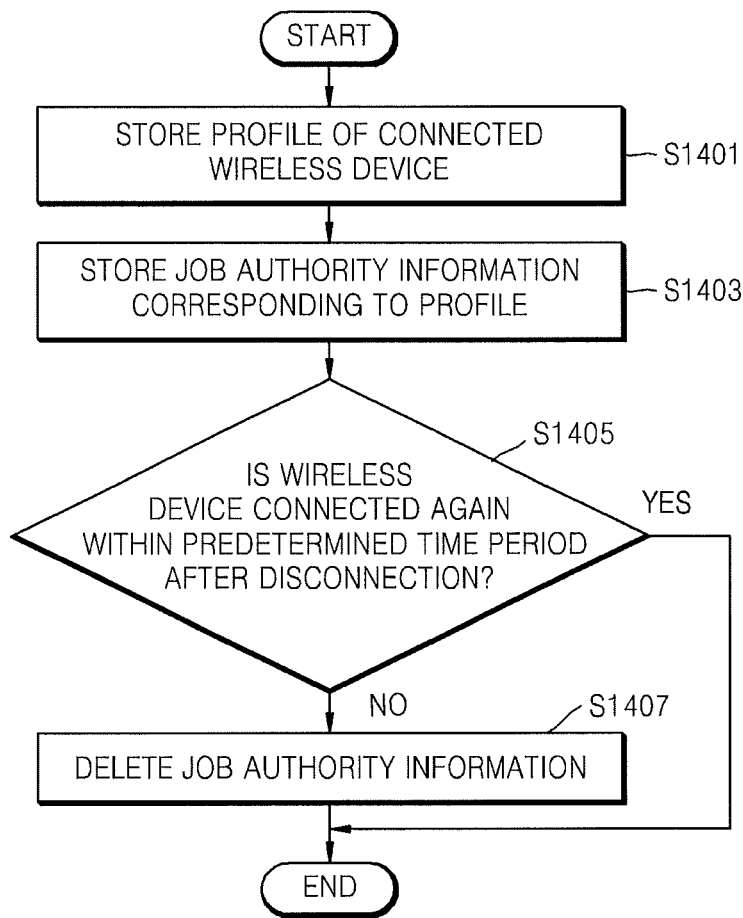 START
STORE PROFILE OF CONNECTED
WIRELESS DEVICE
S1401
STORE JOB AUTHORITY INFORMATION
CORRESPONDING TO PROFILE
S1403
S1405
IS WIRELESS
DEVICE CONNECTED AGAIN
WITHIN PREDETERMINED TIME PERIOD
AFTER DISCONNECTION?
YES
NO
S1407
DELETE JOB AUTHORITY INFORMATION
END